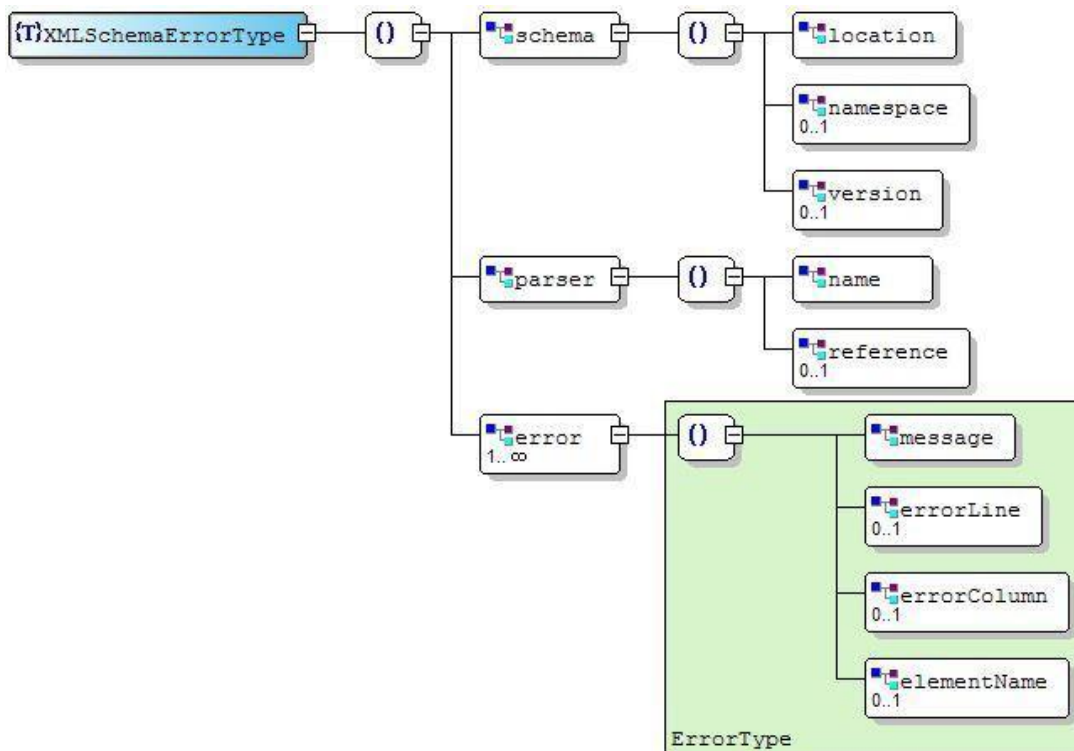 {T}XMLSchemaErrorType
()
schema
()
location
namespace
0..1
version
0..1
parser
()
name
reference
0..1
error
1..∞
()
message
errorLine
0..1
errorColumn
0..1
elementName
0..1
ErrorType